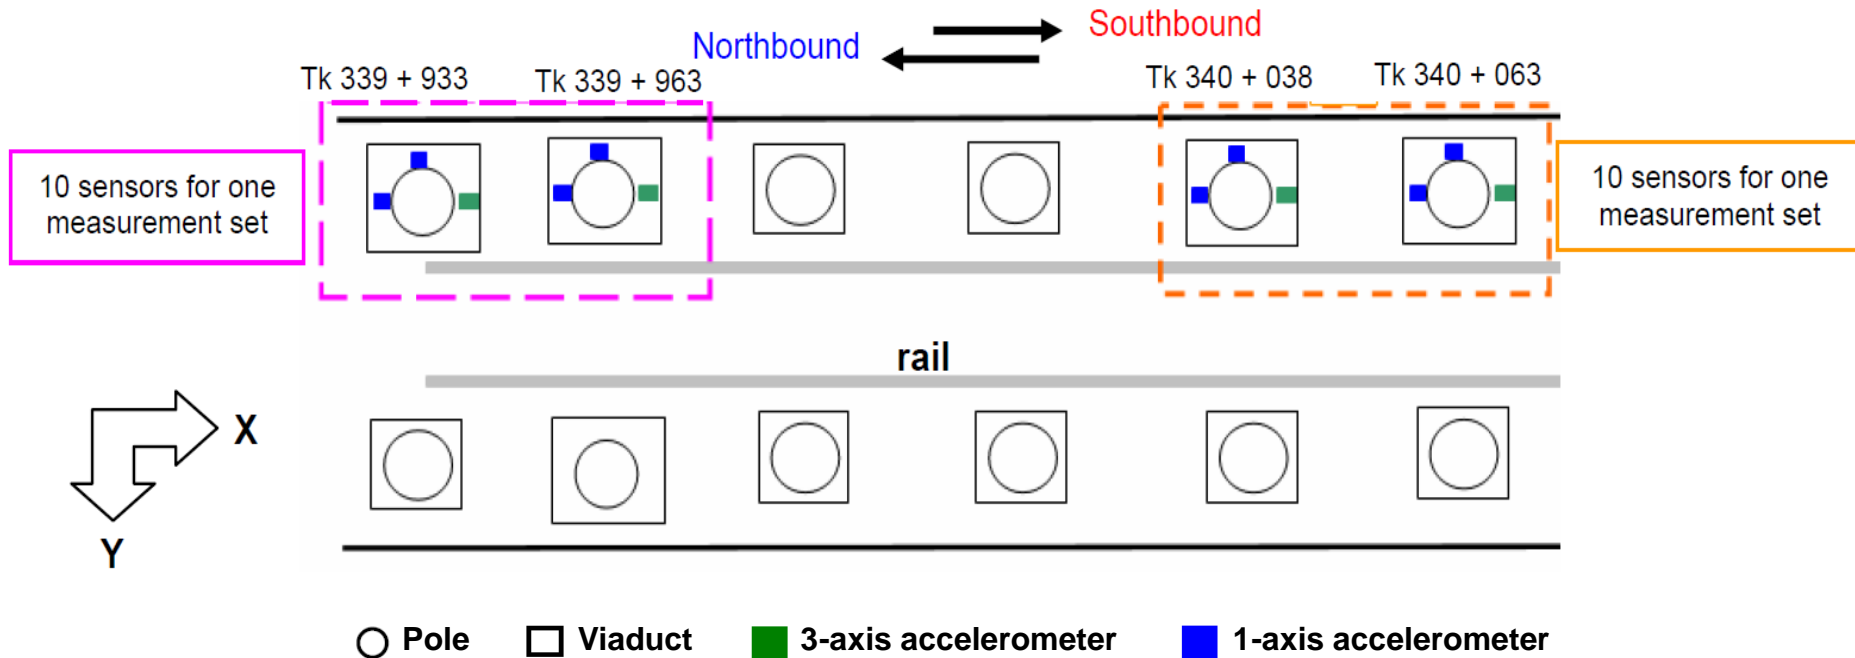 Northbound
Southbound
Tk 339 + 933
Tk 339 + 963
Tk 340 + 038
Tk 340 + 063
10 sensors for one
measurement set
10 sensors for one
measurement set
rail
X
Y
Pole
Viaduct
3-axis accelerometer
1-axis accelerometer